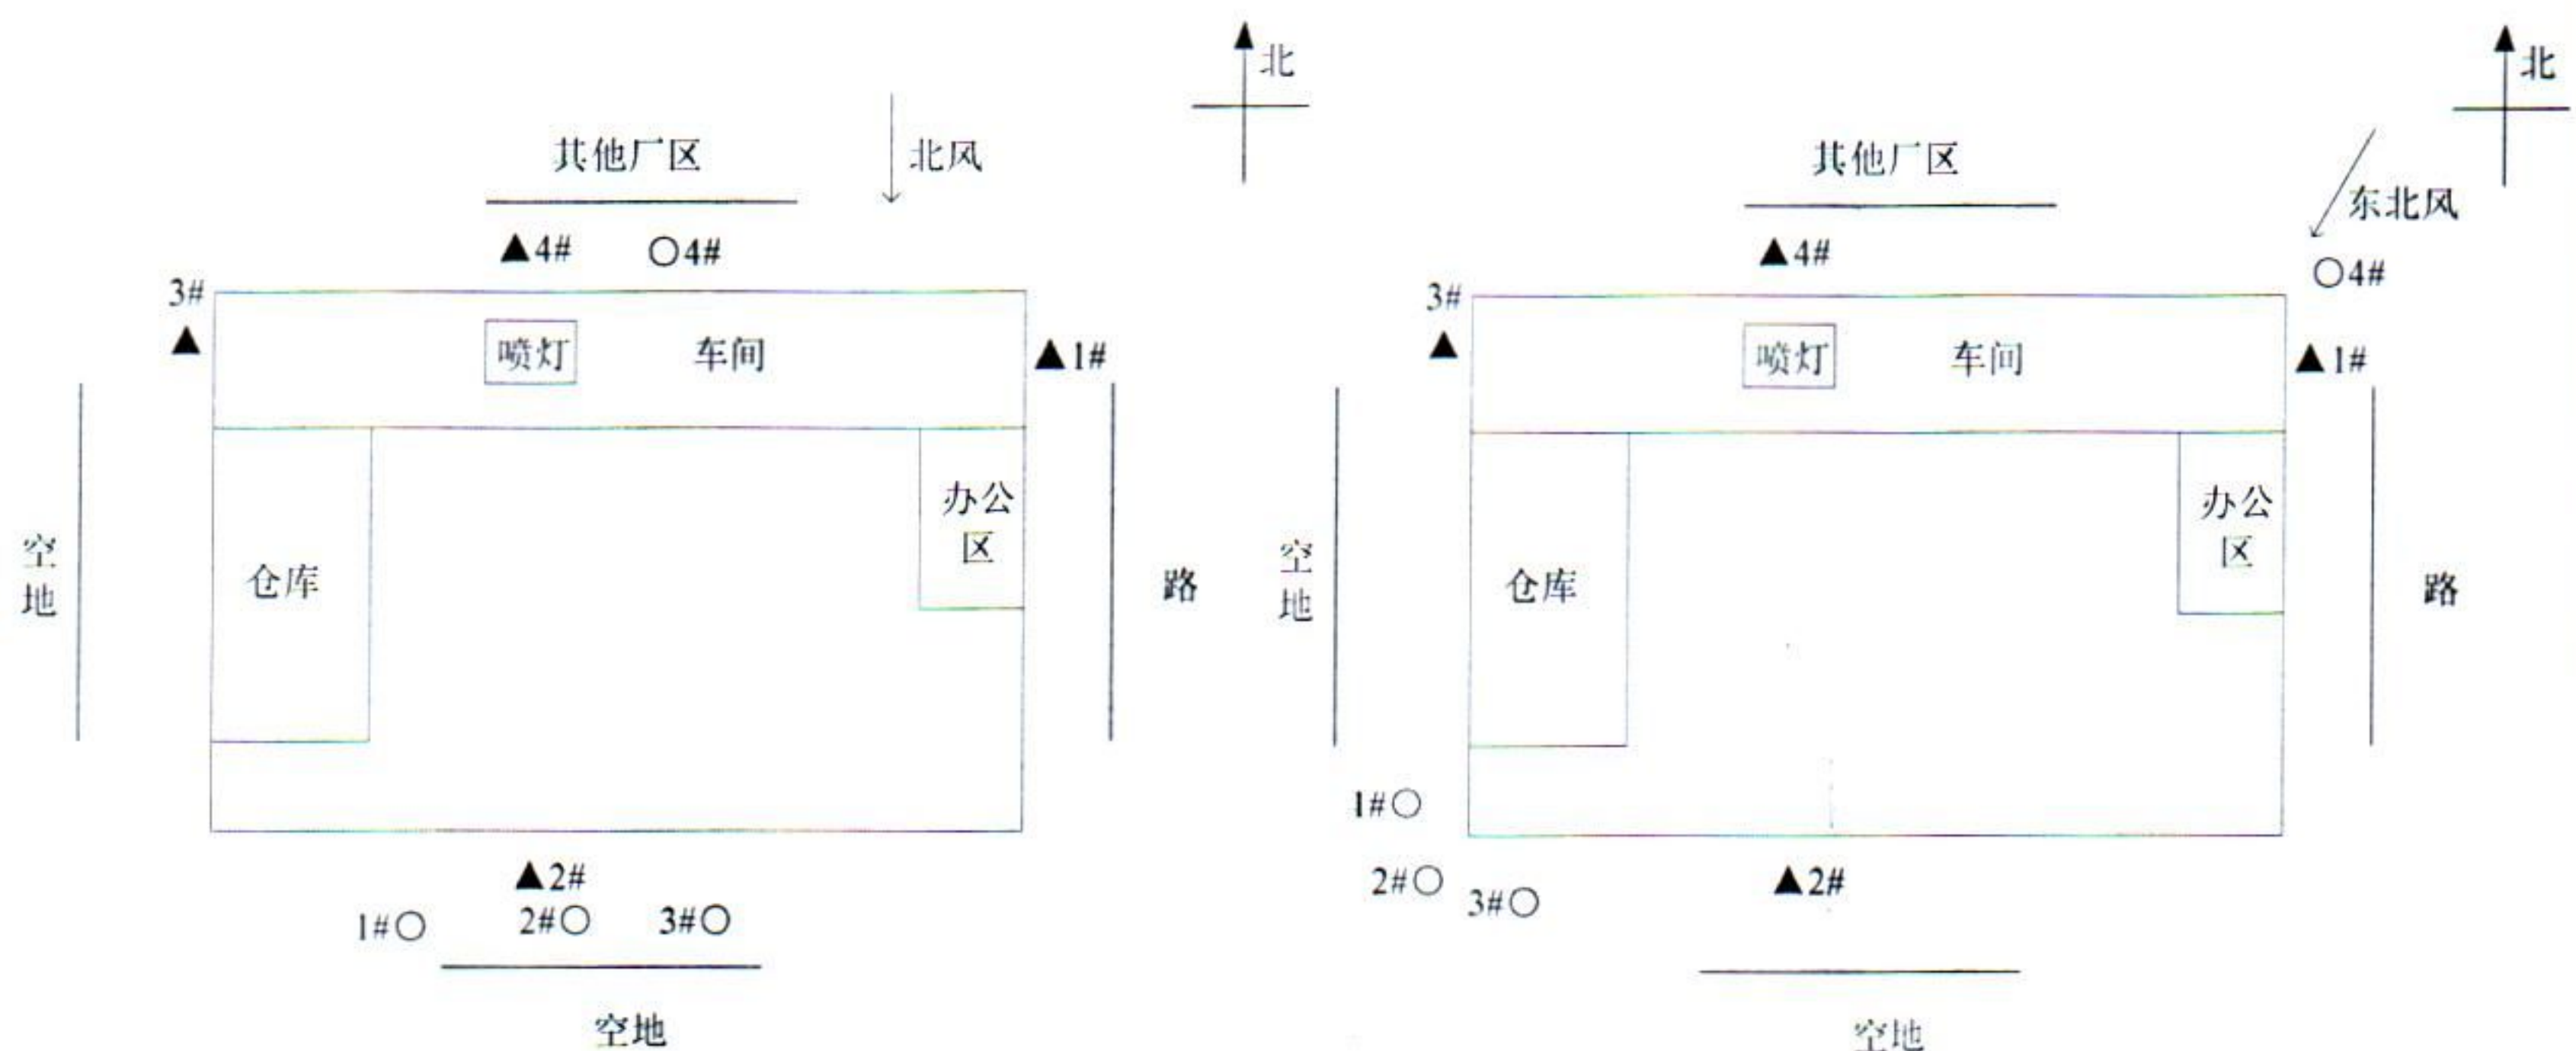 北
其他厂区
北风
▲4# ○4#
3#
▲
喷灯
车间
▲1#
办公
区
空
地
仓库
路
▲2#
1#○ 2#○ 3#○
空地
北
其他厂区
东北风
▲4#
○4#
3#
▲
喷灯
车间
▲1#
办公
区
空
地
仓库
路
1#○
2#○
3#○
▲2#
空地